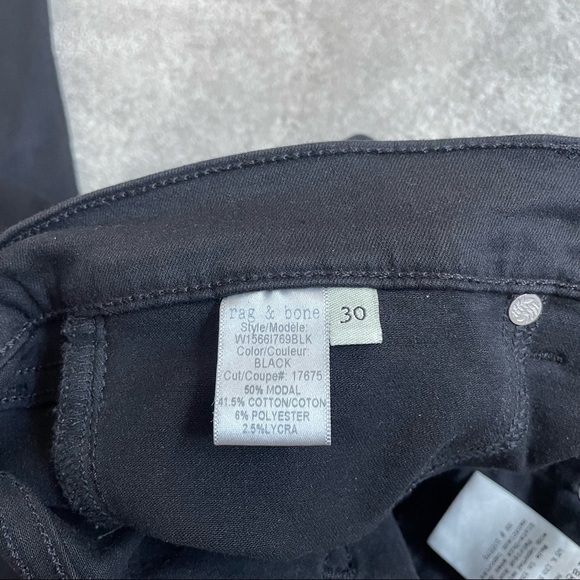 rag & bone
Style/Modele:
W1566I769BLK
Color/Couleur
BLACK
Cut/Coupe#: 17675
50% MODAL
41.5% COTTON/COTON
6% POLYESTER
2.5%LYCRA
30